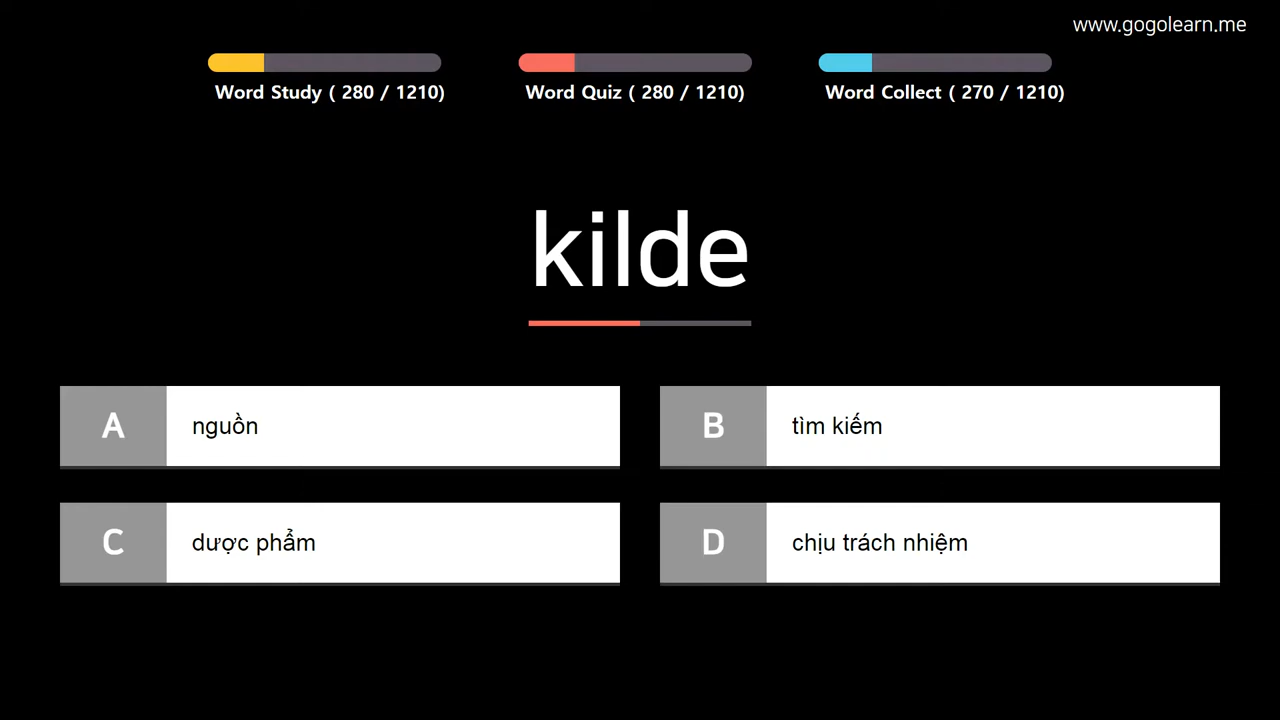 www.gogolearn.me
Word Study ( 280 / 1210)
Word Quiz ( 280 / 1210)
Word Collect ( 270 / 1210)
kilde
A nguồn
B tìm kiếm
C dược phẩm
D chịu trách nhiệm